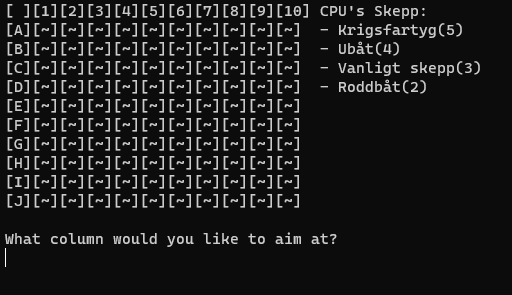 [ ][1][2][3][4][5][6][7][8][9][10] CPU's Skepp:
[A][~][~][~][~][~][~][~][~][~][~]  - Krigsfartyg(5)
[B][~][~][~][~][~][~][~][~][~][~]  - Ubåt(4)
[C][~][~][~][~][~][~][~][~][~][~]  - Vanligt skepp(3)
[D][~][~][~][~][~][~][~][~][~][~]  - Roddbåt(2)
[E][~][~][~][~][~][~][~][~][~][~]
[F][~][~][~][~][~][~][~][~][~][~]
[G][~][~][~][~][~][~][~][~][~][~]
[H][~][~][~][~][~][~][~][~][~][~]
[I][~][~][~][~][~][~][~][~][~][~]
[J][~][~][~][~][~][~][~][~][~][~]
What column would you like to aim at?